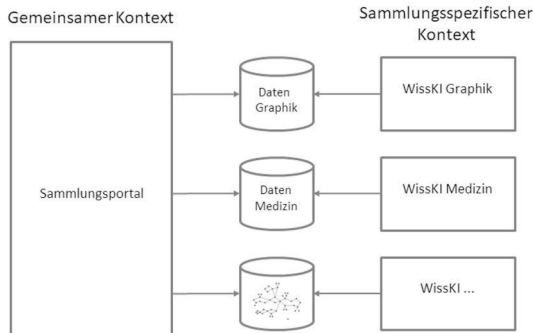 Gemeinsamer Kontext
Sammlungsspezifischer
Kontext
Sammlungsportal
Daten
Graphik
WissKI Graphik
Daten
Medizin
WissKI Medizin
WissKI ...